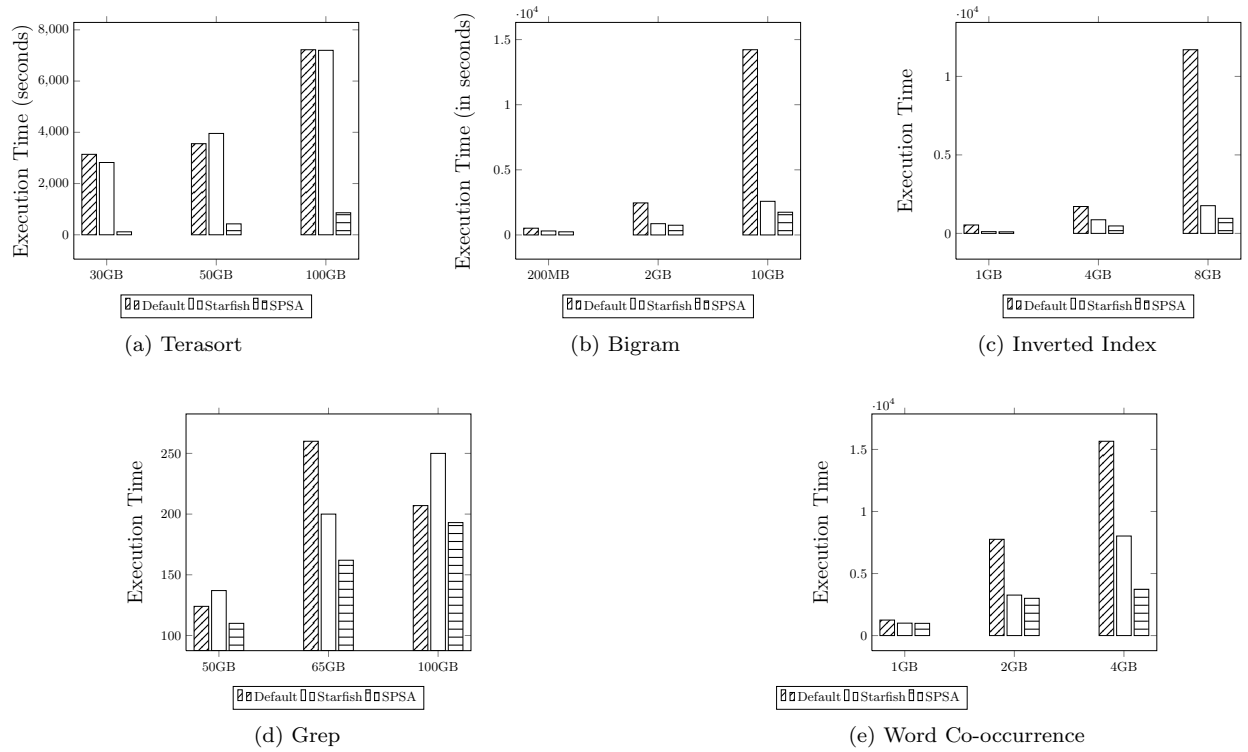 Execution Time (seconds)
8,000
6,000
4,000
2,000
0
30GB 50GB 100GB
Default Starfish SPSA
(a) Terasort
Execution Time (in seconds)
·10⁴
1.5
1
0.5
0
200MB 2GB 10GB
Default Starfish SPSA
(b) Bigram
Execution Time
·10⁴
1
0.5
0
1GB 4GB 8GB
Default Starfish SPSA
(c) Inverted Index
Execution Time
250
200
150
100
50GB 65GB 100GB
Default Starfish SPSA
(d) Grep
Execution Time
·10⁴
1.5
1
0.5
0
1GB 2GB 4GB
Default Starfish SPSA
(e) Word Co-occurrence